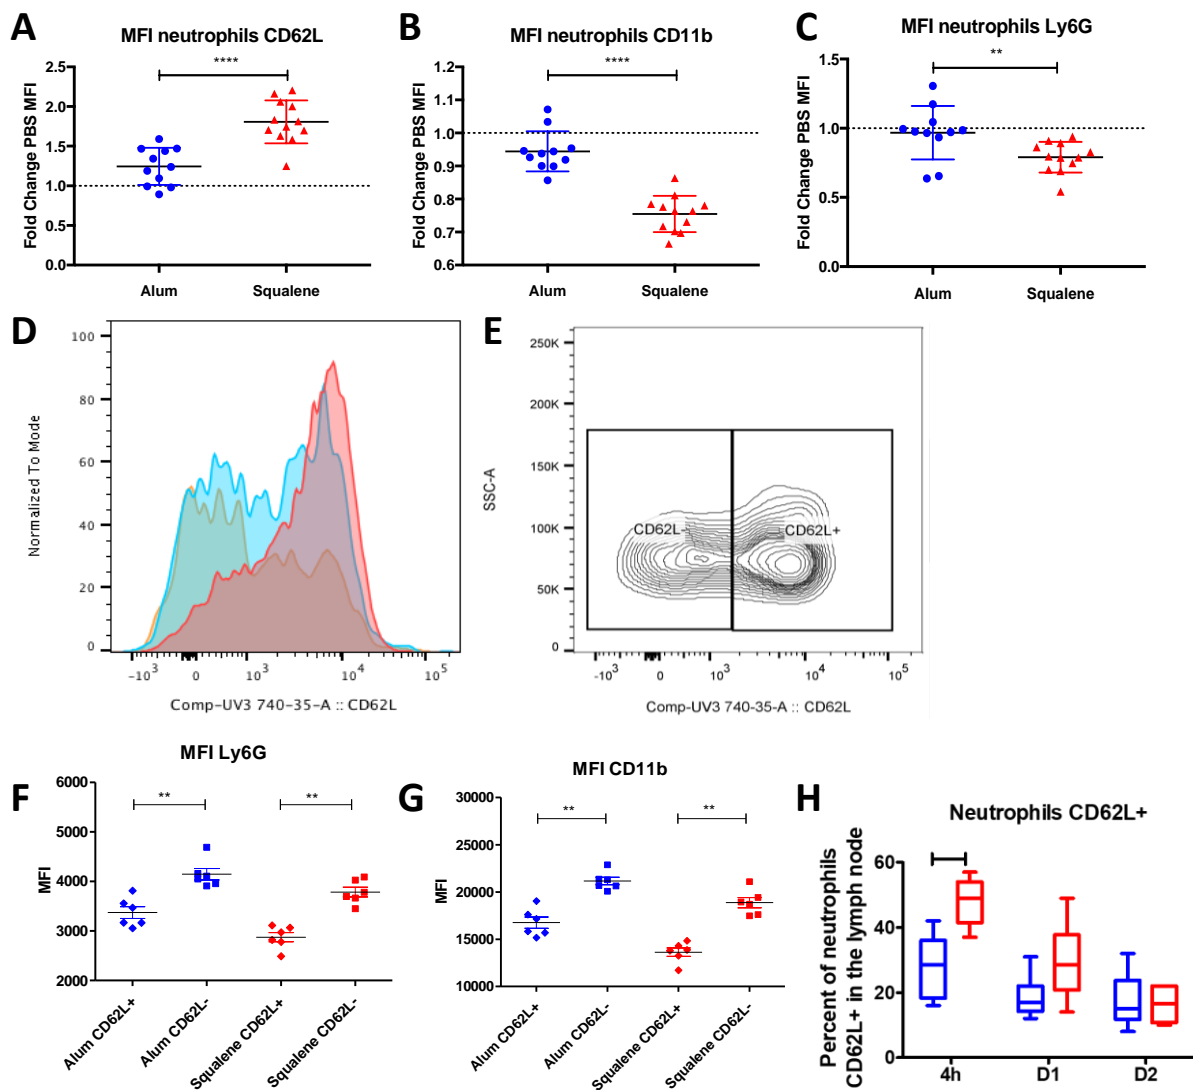 A
MFI neutrophils CD62L
****
Fold Change PBS MFI
2.5
2.0
1.5
1.0
0.5
0.0
Alum
Squalene
B
MFI neutrophils CD11b
****
Fold Change PBS MFI
1.2
1.1
1.0
0.9
0.8
0.7
0.6
Alum
Squalene
C
MFI neutrophils Ly6G
**
Fold Change PBS MFI
1.5
1.0
0.5
0.0
Alum
Squalene
D
Normalized To Mode
100
80
60
40
20
0
-10³ 0 10³ 10⁴ 10⁵
Comp-UV3 740-35-A :: CD62L
E
SSC-A
250K
200K
150K
100K
50K
0
CD62L-
CD62L+
-10³ 0 10³ 10⁴ 10⁵
Comp-UV3 740-35-A :: CD62L
F
MFI Ly6G
** **
MFI
6000
5000
4000
3000
2000
Alum CD62L+
Alum CD62L-
Squalene CD62L+
Squalene CD62L-
G
MFI CD11b
** **
MFI
30000
25000
20000
15000
10000
Alum CD62L+
Alum CD62L-
Squalene CD62L+
Squalene CD62L-
H
Neutrophils CD62L+
Percent of neutrophils
CD62L+ in the lymph node
60
40
20
0
4h D1 D2